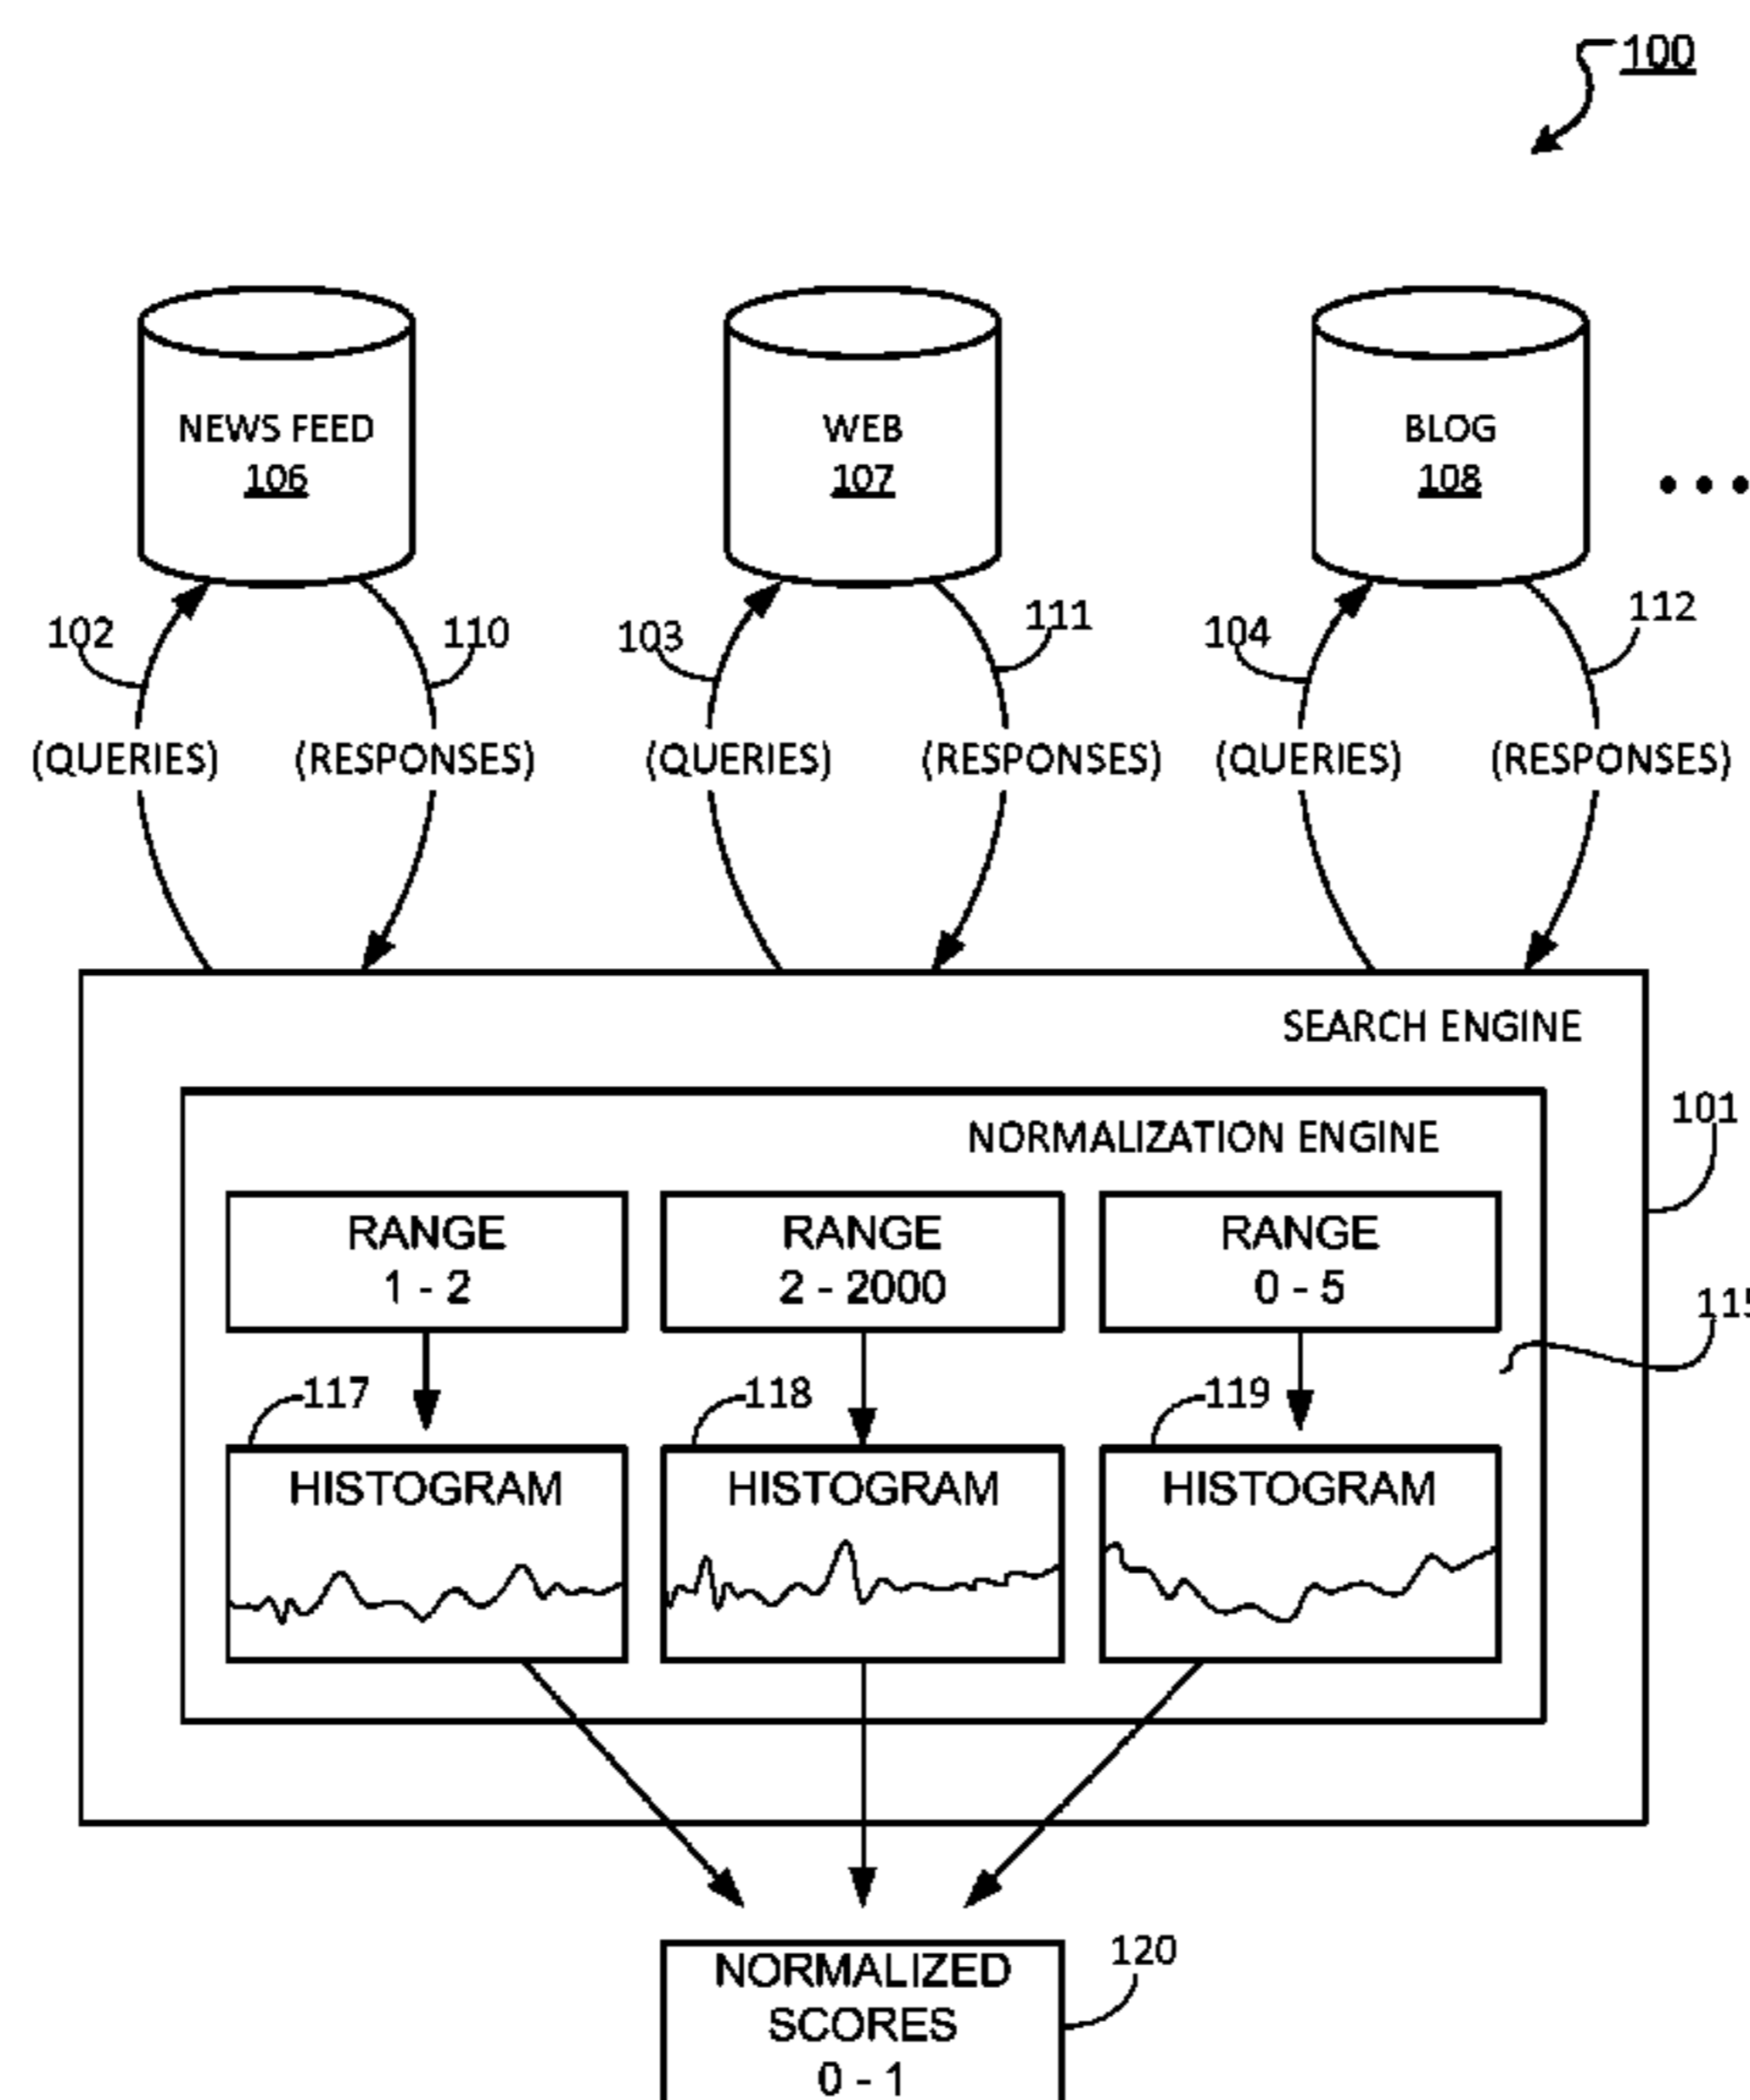 100
NEWS FEED
106
WEB
107
BLOG
108
102
110
103
111
104
112
(QUERIES)
(RESPONSES)
(QUERIES)
(RESPONSES)
(QUERIES)
(RESPONSES)
SEARCH ENGINE
101
NORMALIZATION ENGINE
RANGE
1 - 2
RANGE
2 - 2000
RANGE
0 - 5
115
117
118
119
HISTOGRAM
HISTOGRAM
HISTOGRAM
120
NORMALIZED
SCORES
0 - 1